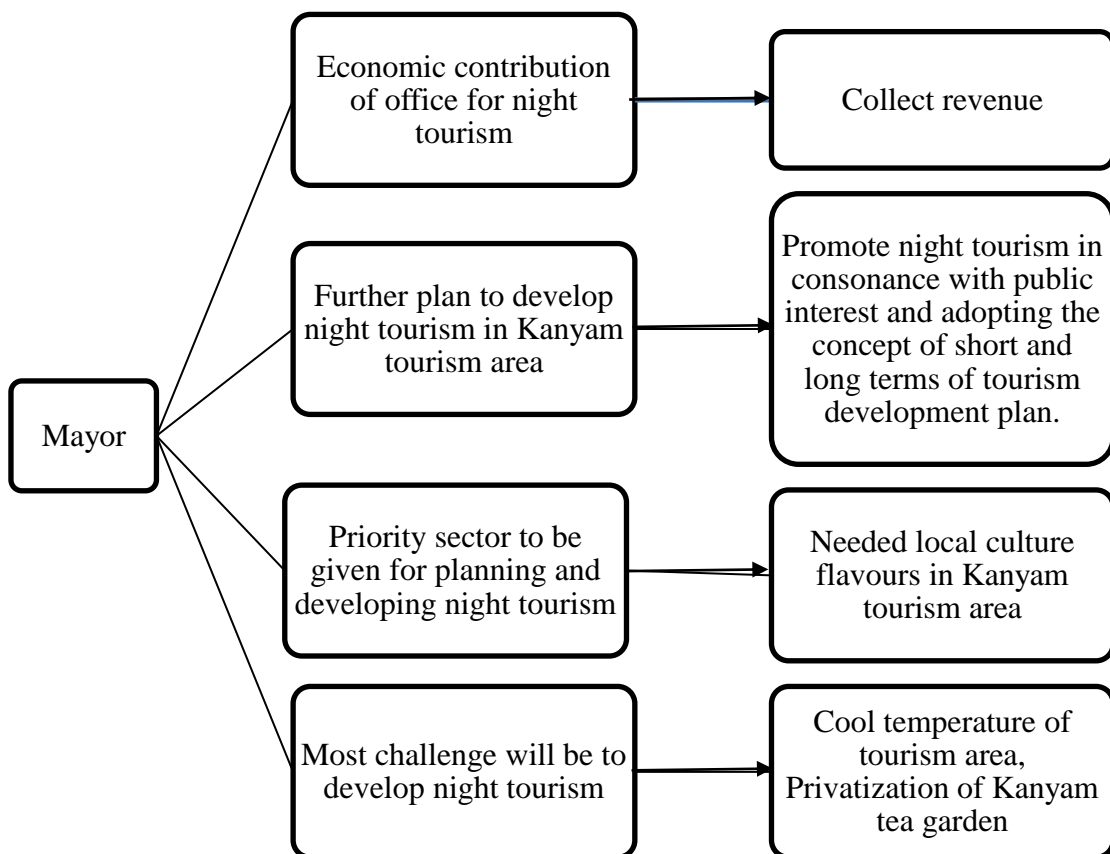 Economic contribution
of office for night
tourism
Collect revenue
Further plan to develop
night tourism in Kanyam
tourism area
Promote night tourism in
consonance with public
interest and adopting the
concept of short and
long terms of tourism
development plan.
Mayor
Priority sector to be
given for planning and
developing night tourism
Needed local culture
flavours in Kanyam
tourism area
Most challenge will be to
develop night tourism
Cool temperature of
tourism area,
Privatization of Kanyam
tea garden